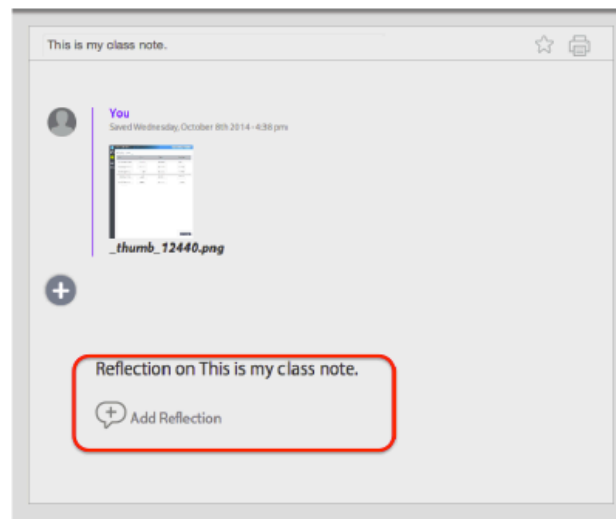 This is my class note.
You
Saved Wednesday, October 8th 2014 - 4:38 pm
_thumb_12440.png
Reflection on This is my class note.
Add Reflection